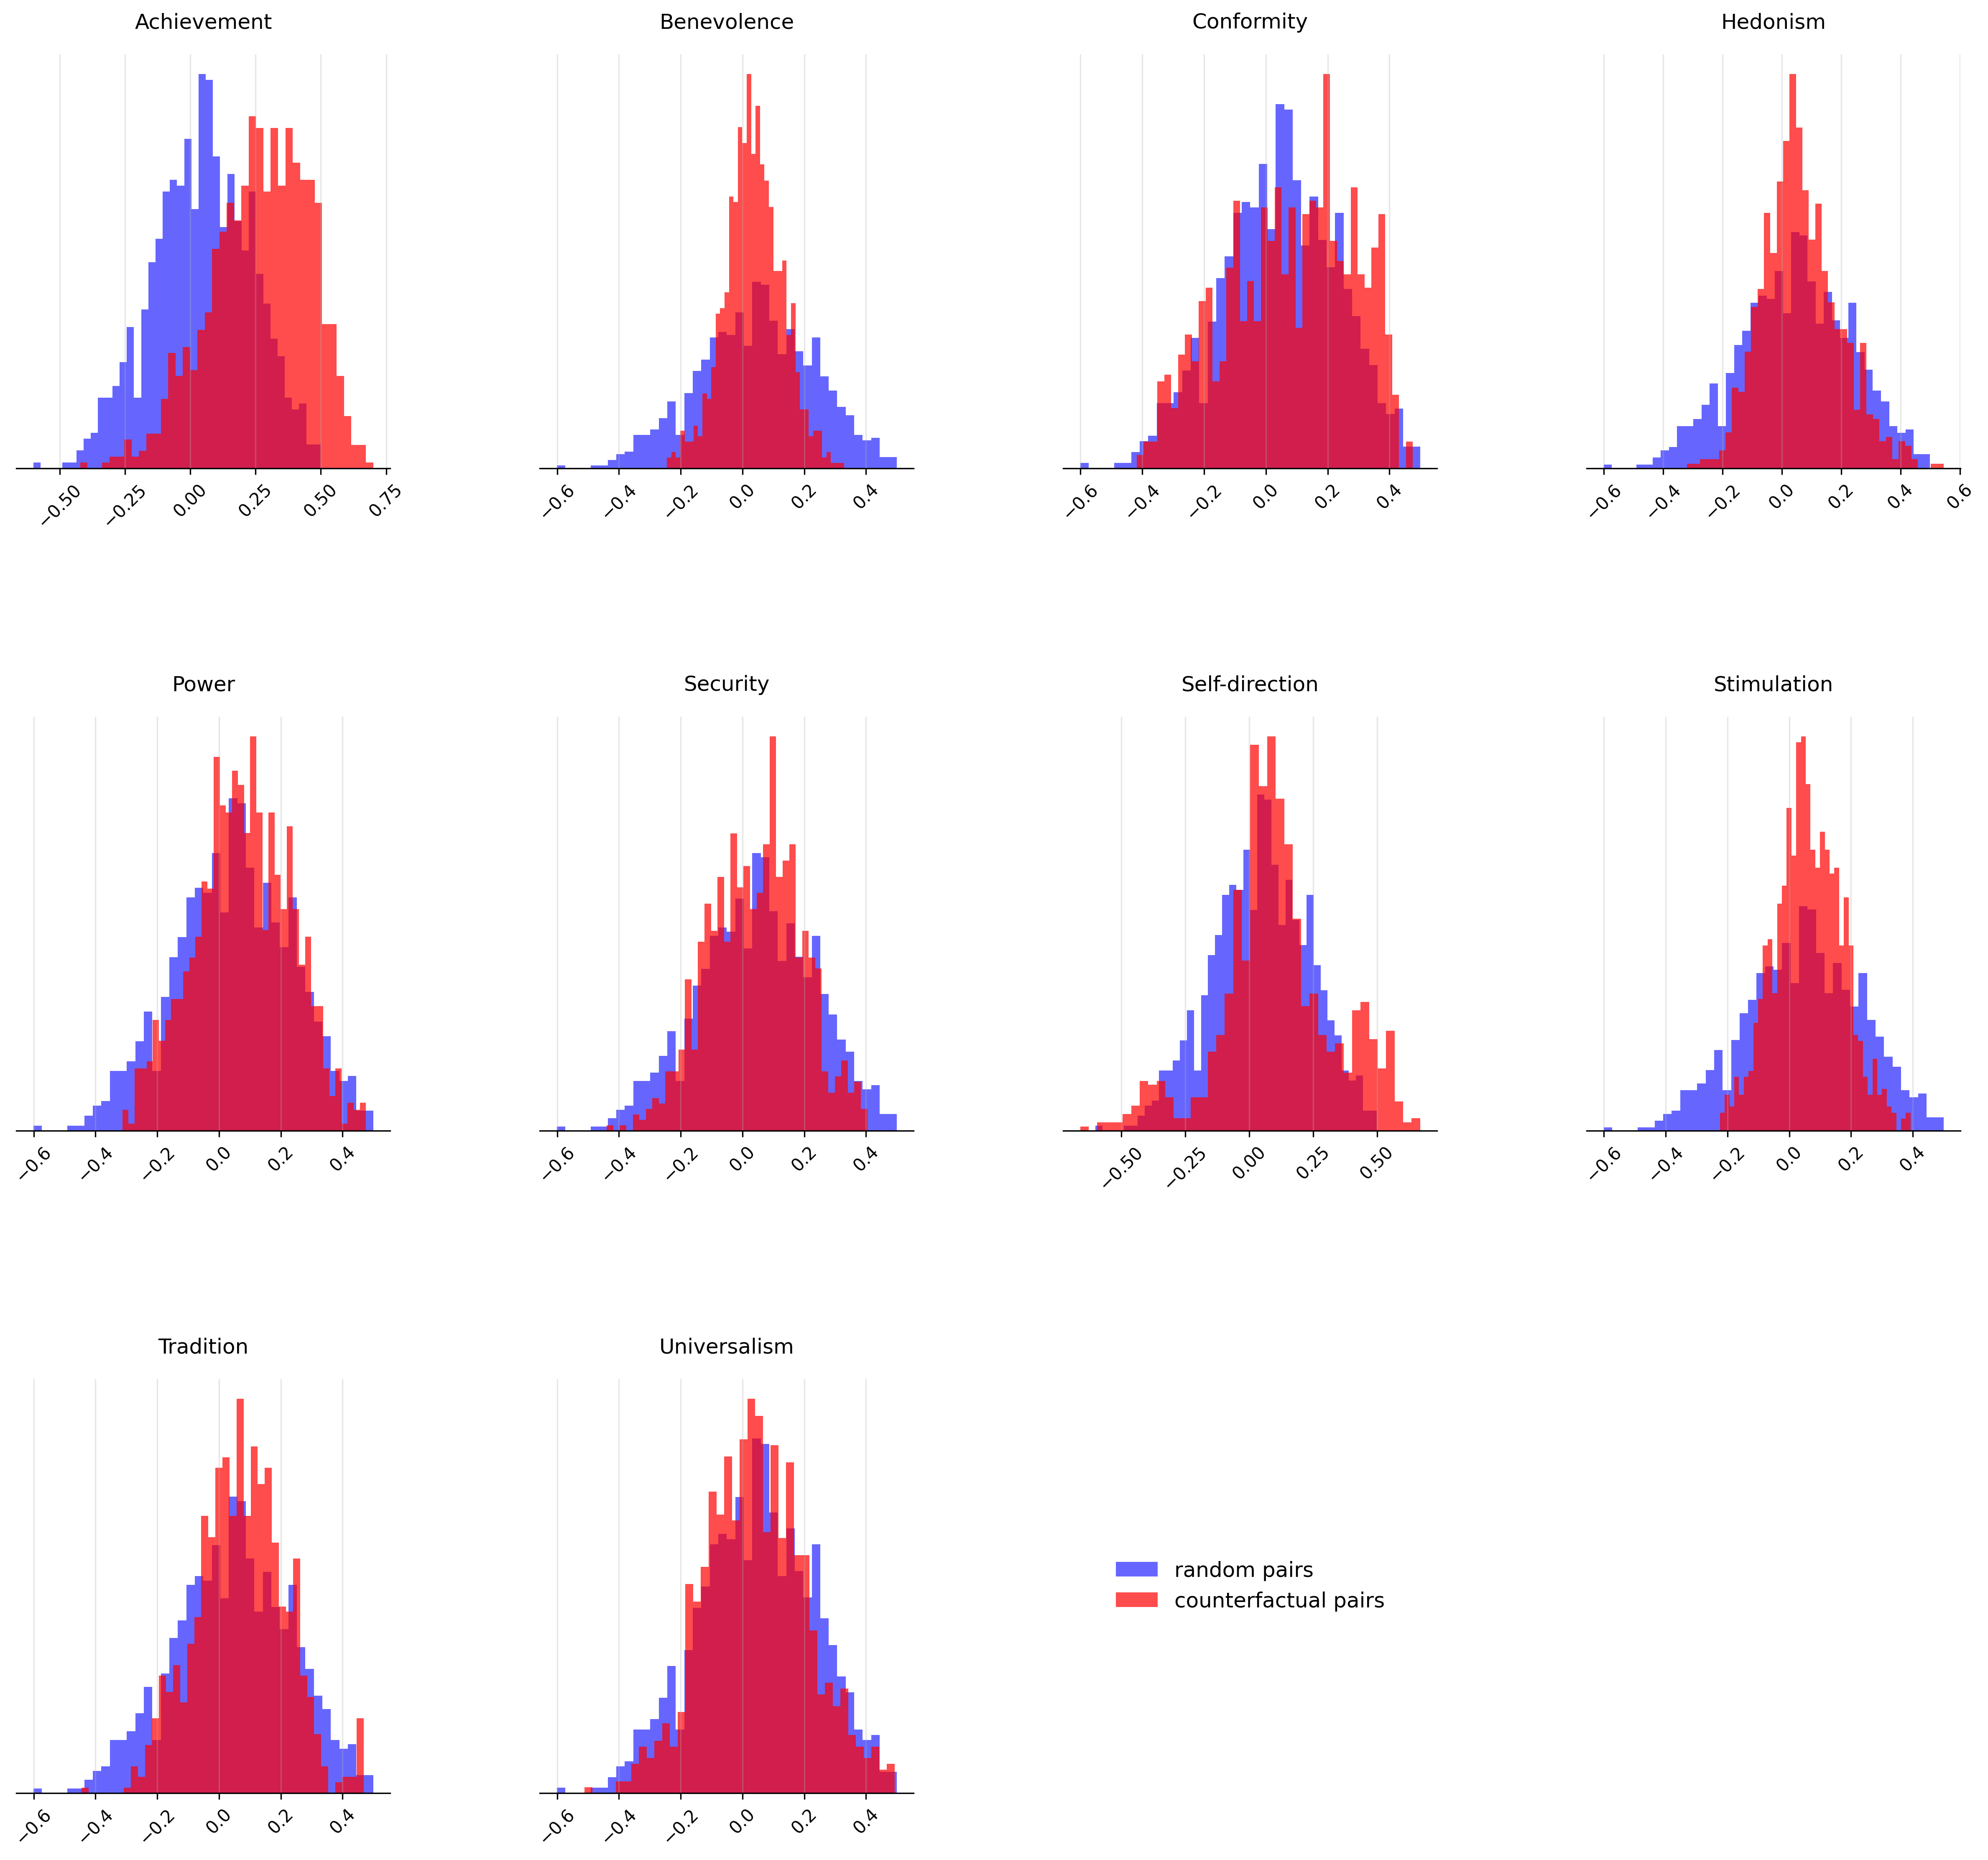 Achievement Benevolence Conformity Hedonism
−0.50 −0.25 0.00 0.25 0.50 0.75
−0.6 −0.4 −0.2 0.0 0.2 0.4
−0.6 −0.4 −0.2 0.0 0.2 0.4
−0.6 −0.4 −0.2 0.0 0.2 0.4 0.6
Power Security Self-direction Stimulation
−0.6 −0.4 −0.2 0.0 0.2 0.4
−0.6 −0.4 −0.2 0.0 0.2 0.4
−0.50 −0.25 0.00 0.25 0.50
−0.6 −0.4 −0.2 0.0 0.2 0.4
Tradition Universalism
random pairs
counterfactual pairs
−0.6 −0.4 −0.2 0.0 0.2 0.4
−0.6 −0.4 −0.2 0.0 0.2 0.4